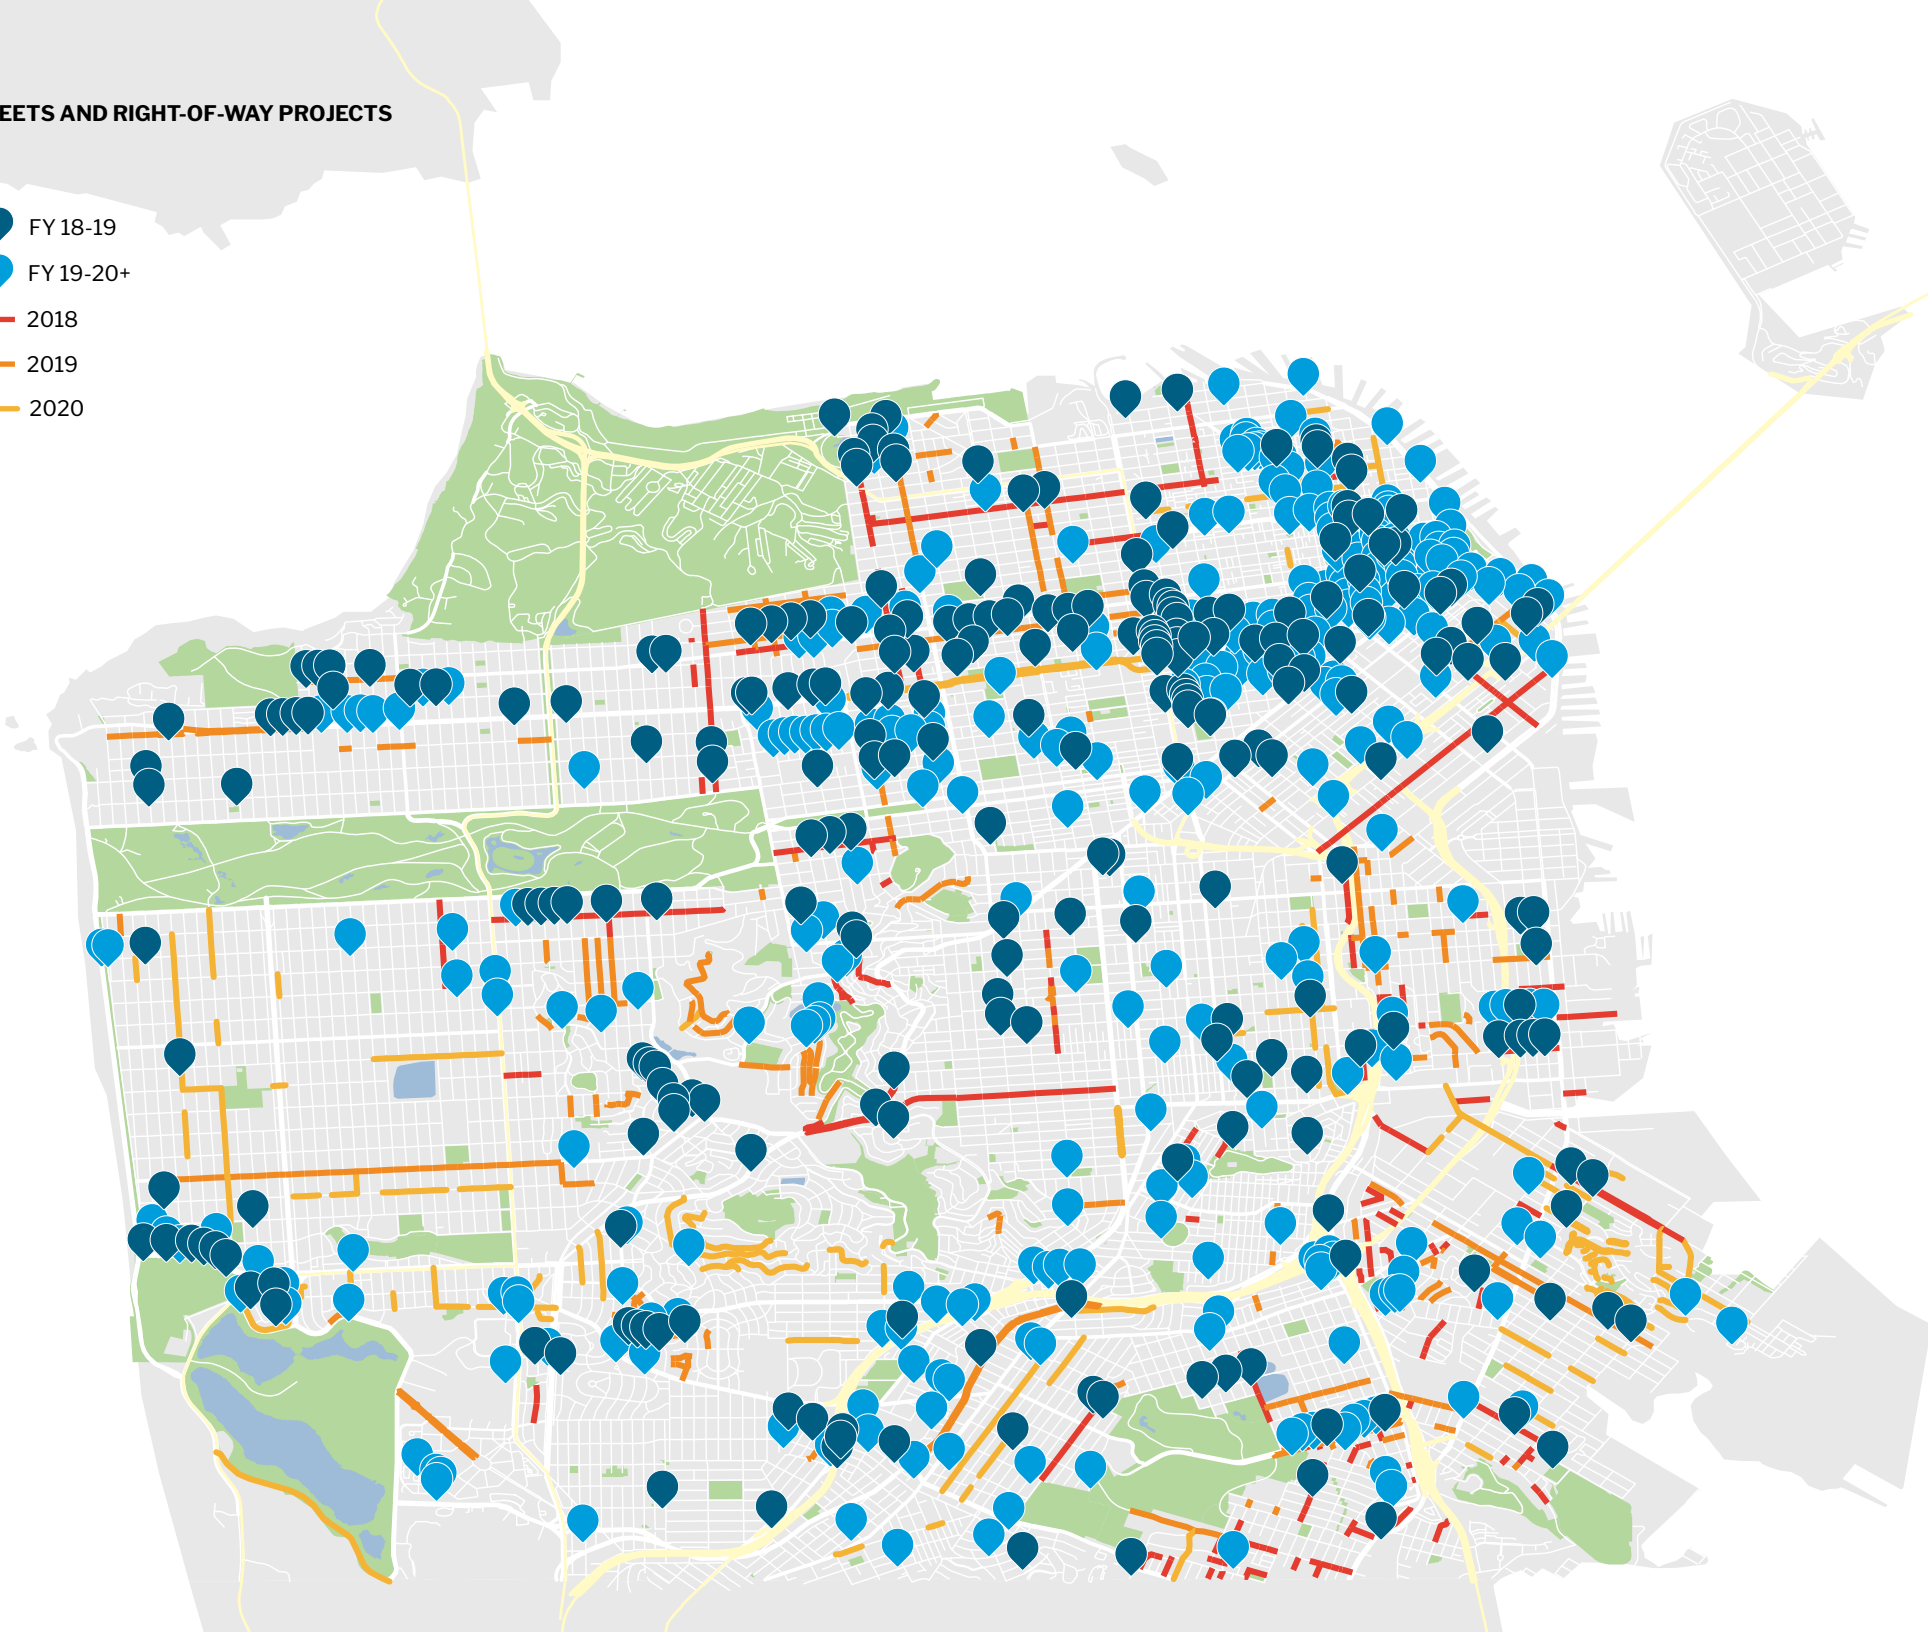 EETS AND RIGHT-OF-WAY PROJECTS
FY 18-19
FY 19-20+
2018
2019
2020